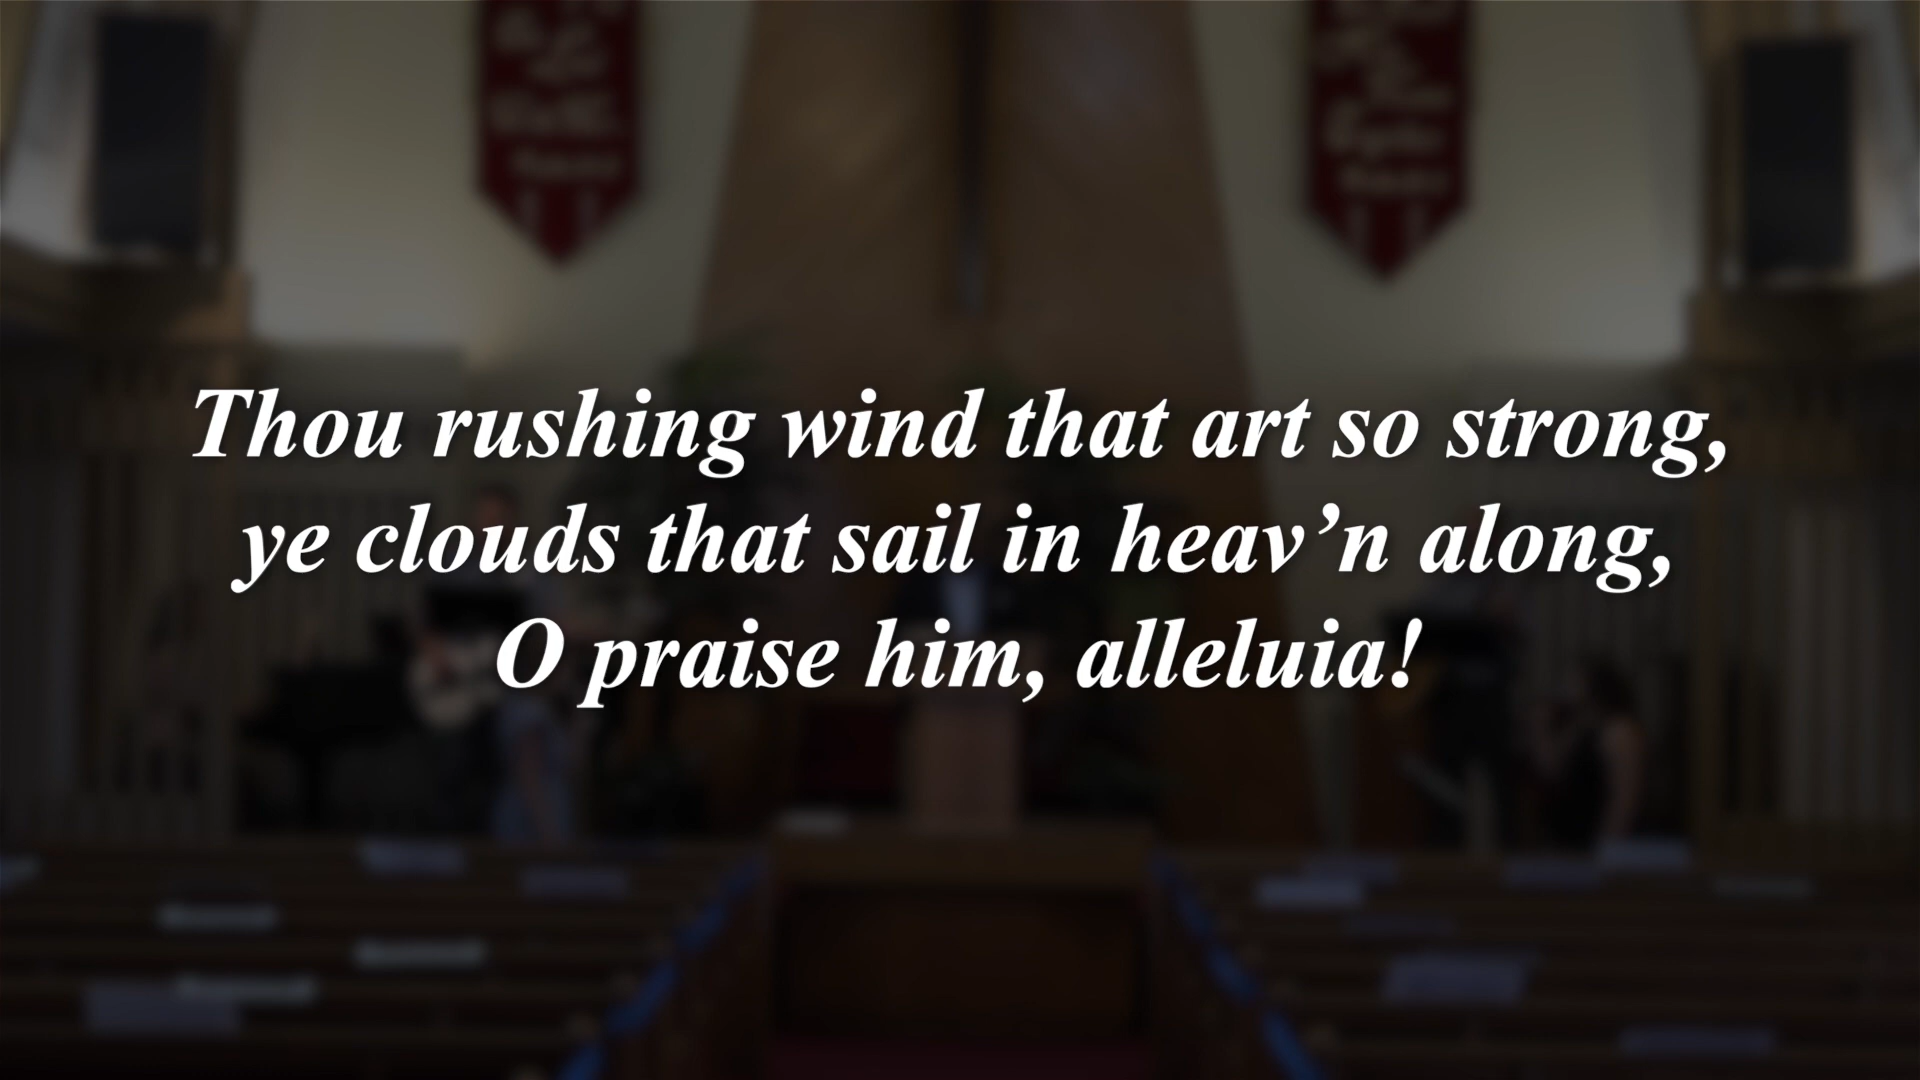 Thou rushing wind that art so strong,
ye clouds that sail in heav’n along,
O praise him, alleluia!